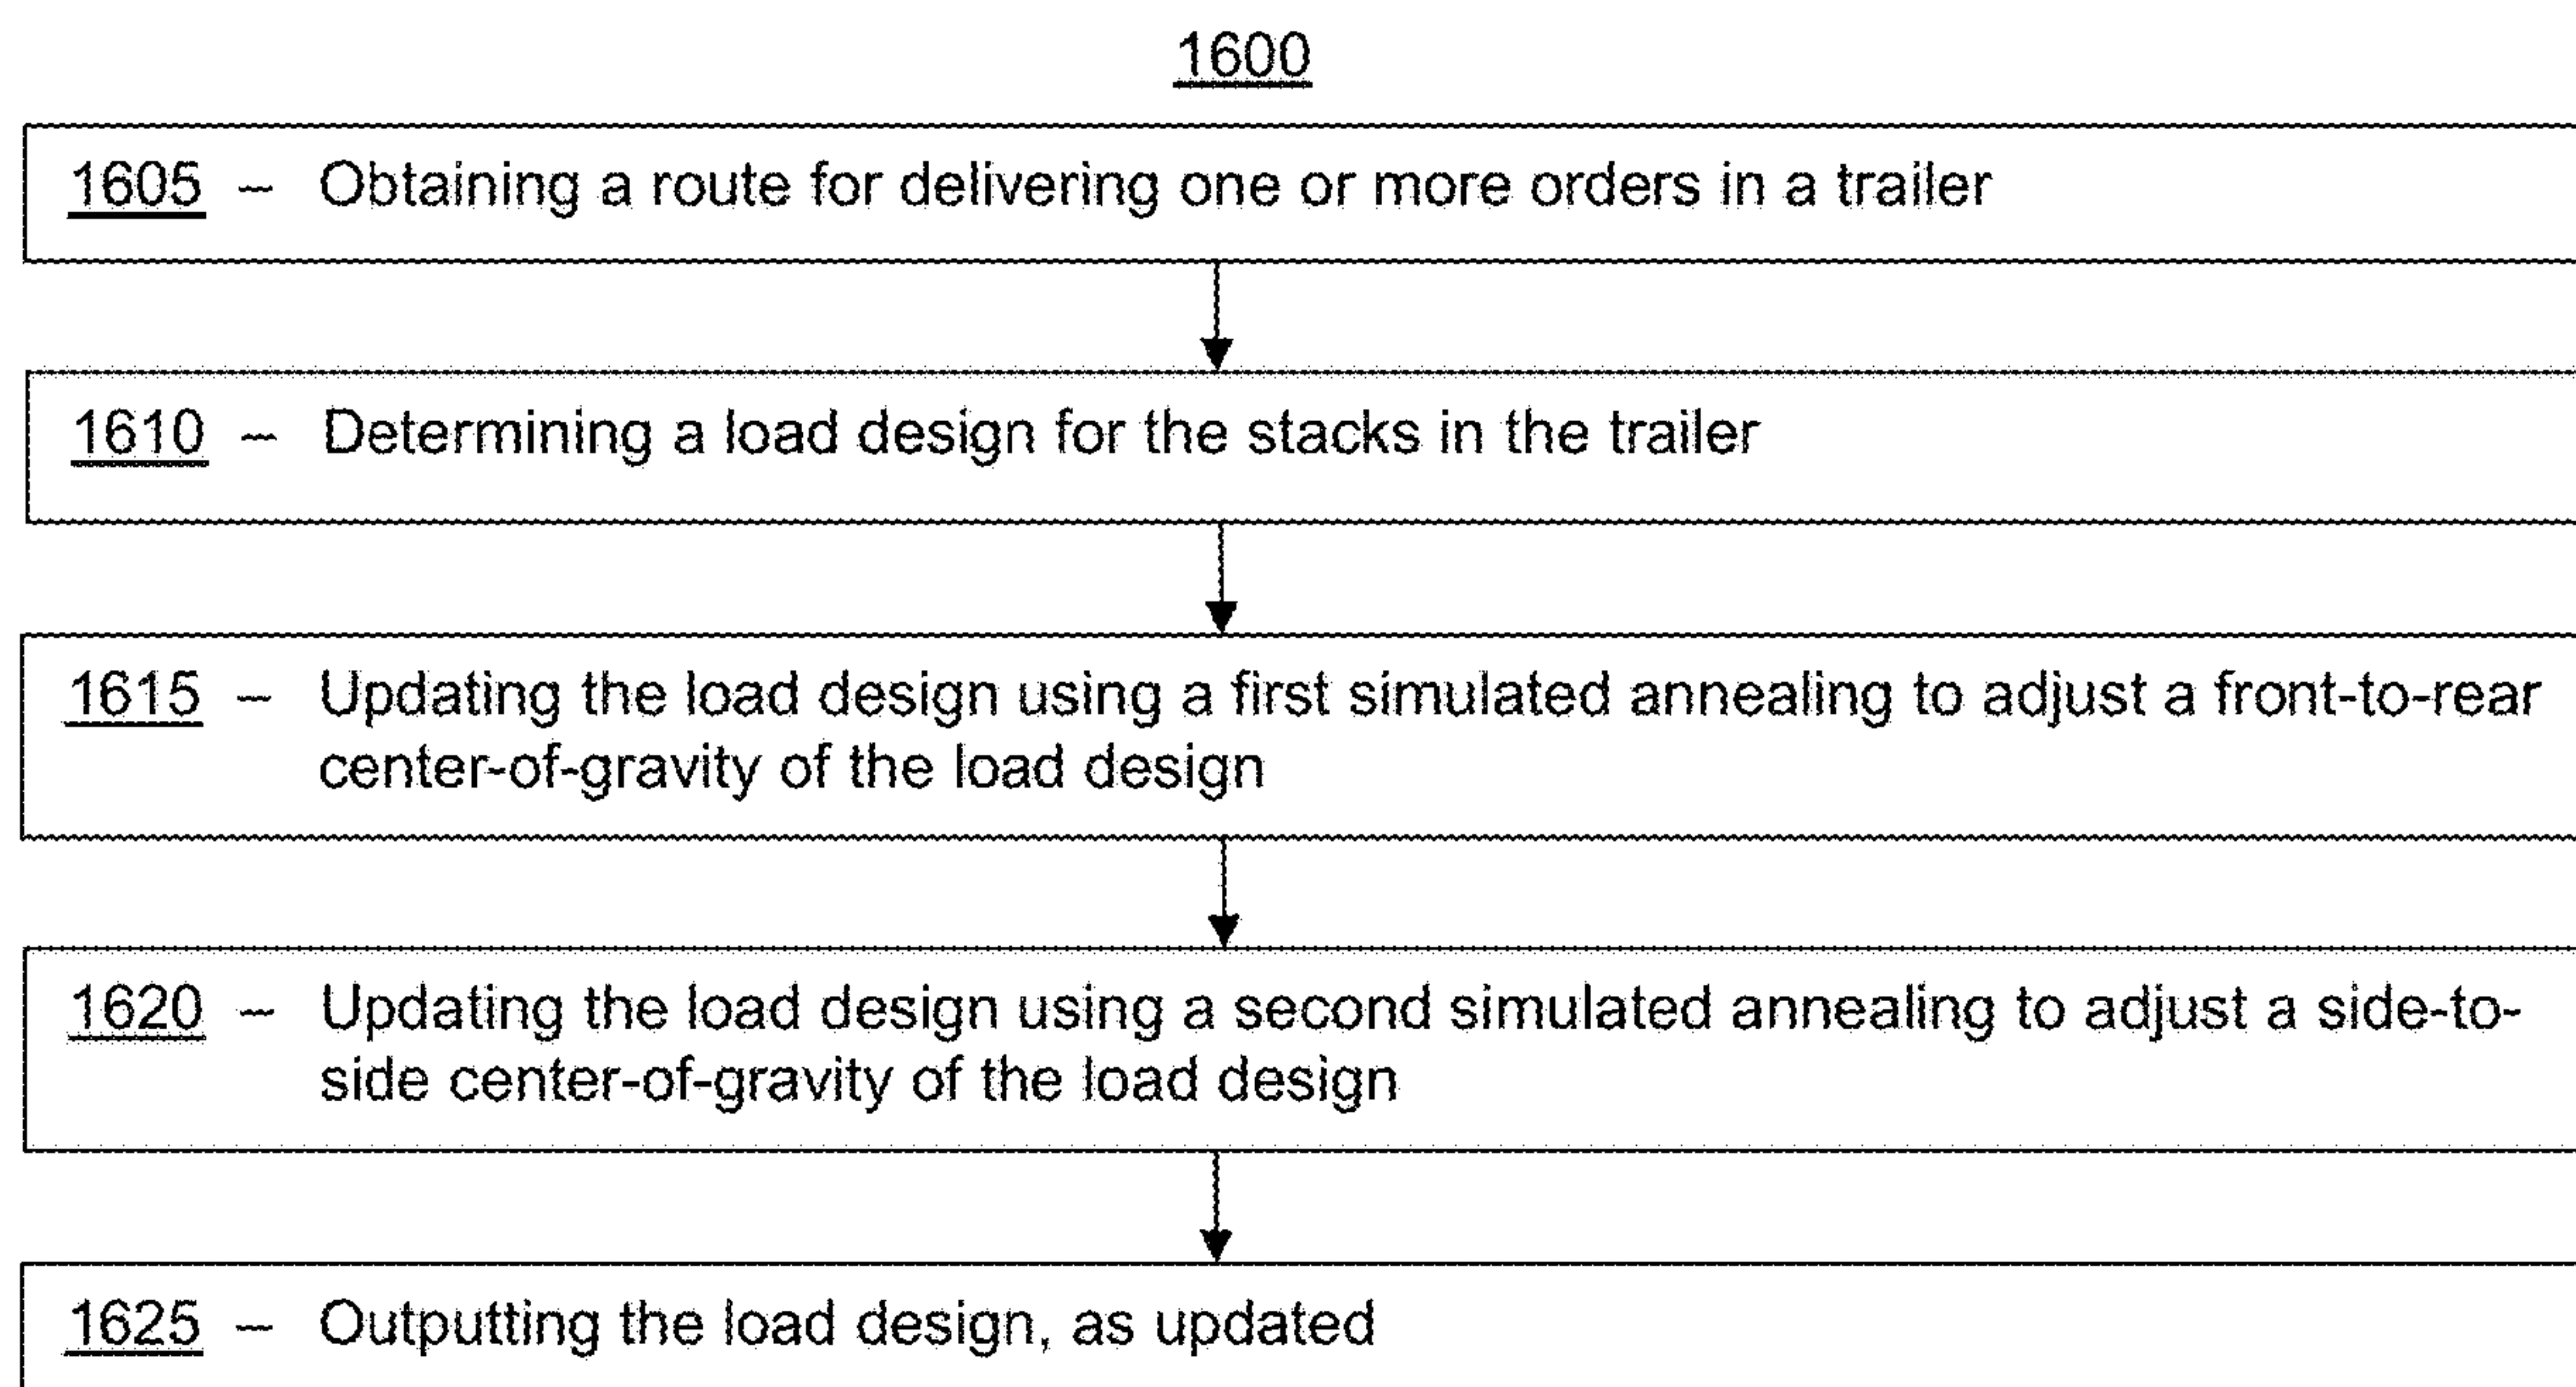 1600
1605 – Obtaining a route for delivering one or more orders in a trailer
1610 – Determining a load design for the stacks in the trailer
1615 – Updating the load design using a first simulated annealing to adjust a front-to-rear
center-of-gravity of the load design
1620 – Updating the load design using a second simulated annealing to adjust a side-to-
side center-of-gravity of the load design
1625 – Outputting the load design, as updated